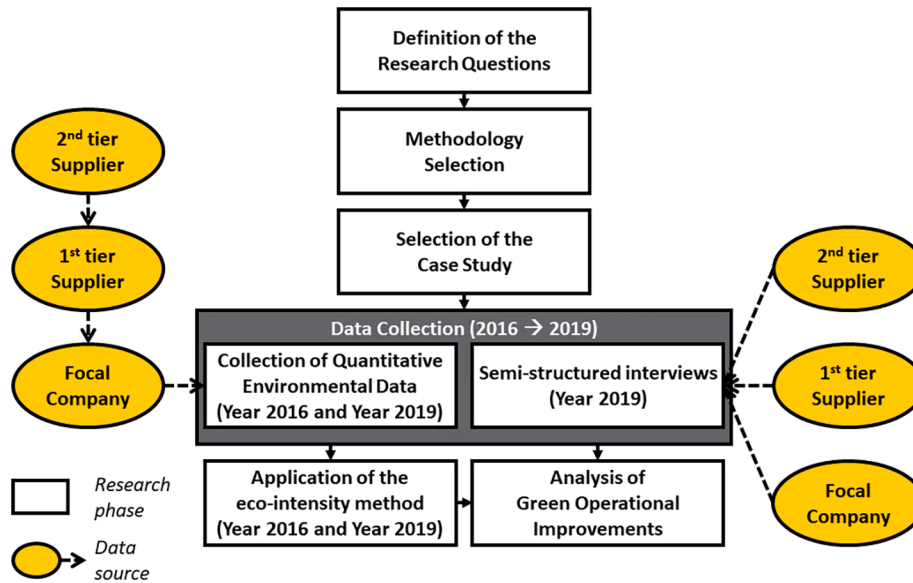 Definition of the
Research Questions
Methodology
Selection
Selection of the
Case Study
2nd tier
Supplier
1st tier
Supplier
Focal
Company
Data Collection (2016 → 2019)
Collection of Quantitative
Environmental Data
(Year 2016 and Year 2019)
Semi-structured interviews
(Year 2019)
2nd tier
Supplier
1st tier
Supplier
Focal
Company
Application of the
eco-intensity method
(Year 2016 and Year 2019)
Analysis of
Green Operational
Improvements
Research
phase
Data
source